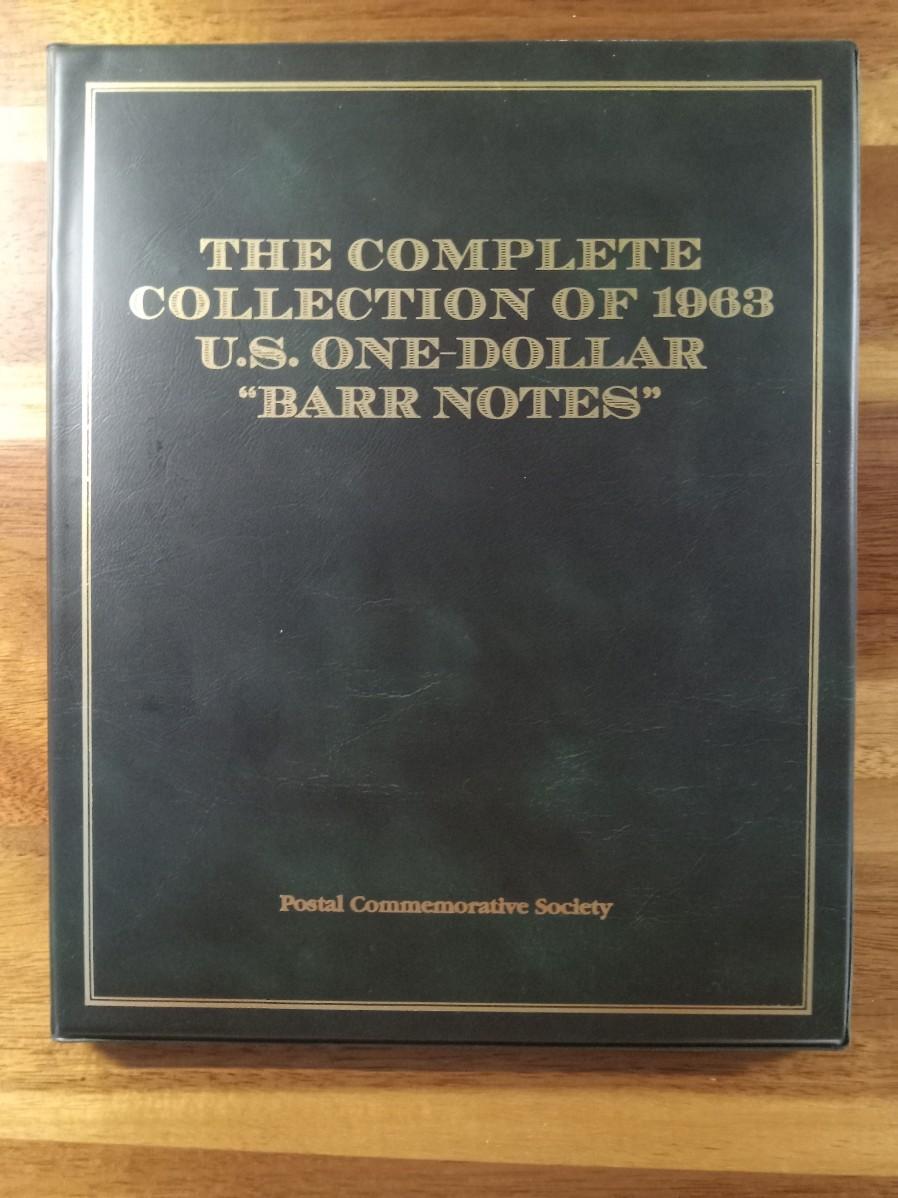 THE COMPLETE
COLLECTION OF 1963
U.S. ONE-DOLLAR
“BARR NOTES”
Postal Commemorative Society